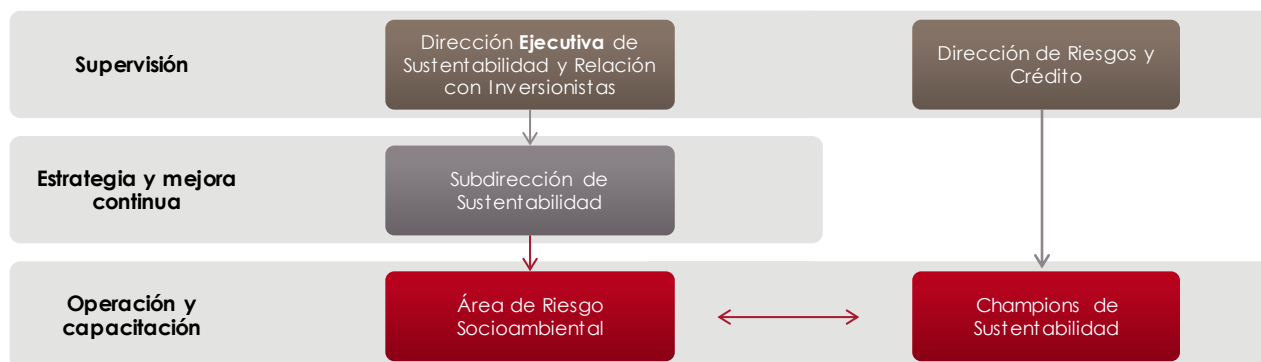 Supervisión
Dirección Ejecutiva de
Sustentabilidad y Relación
con Inversionistas
Dirección de Riesgos y
Crédito
Estrategia y mejora
continua
Subdirección de
Sustentabilidad
Operación y
capacitación
Área de Riesgo
Socioambiental
Champions de
Sustentabilidad